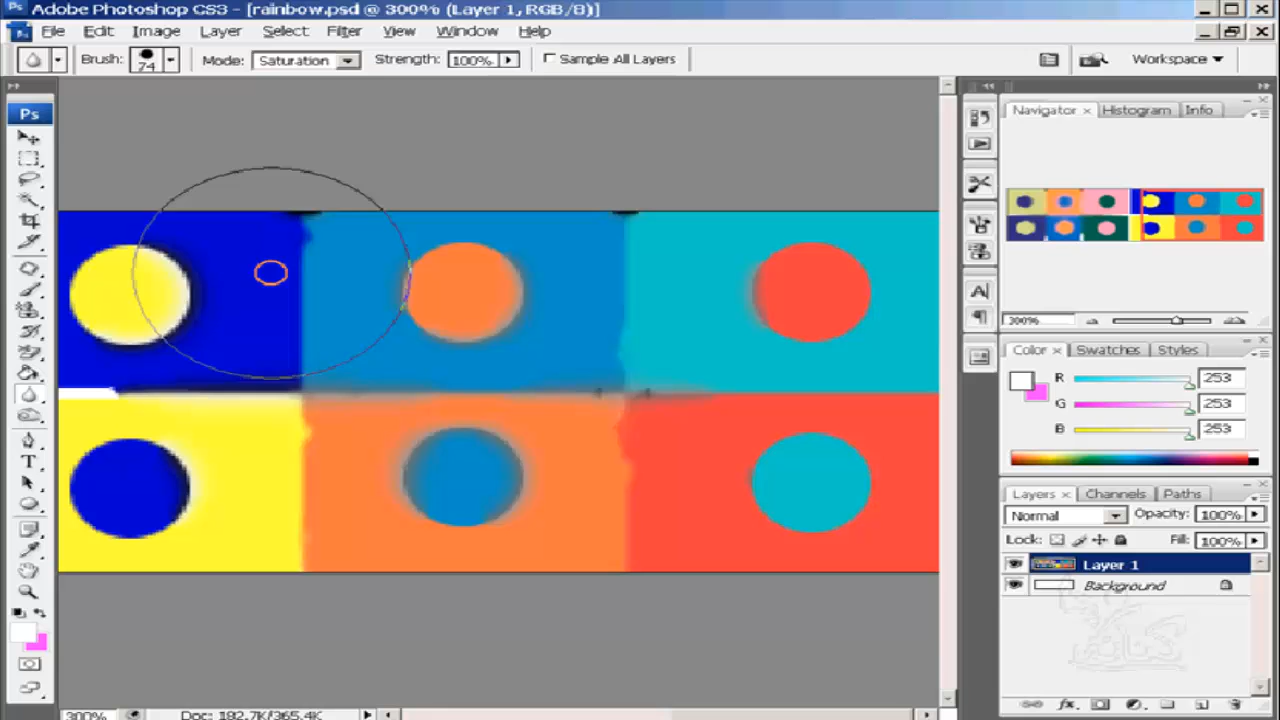 Adobe Photoshop CS3 - [rainbow.psd @ 300% (Layer 1, RGB/8)]
File Edit Image Layer Select Filter View Window Help
Brush: 74 Mode: Saturation Strength: 100% Sample All Layers Workspace
Ps
Navigator × Histogram Info
300%
Color × Swatches Styles
R 253
G 253
B 253
Layers × Channels Paths
Normal Opacity: 100%
Lock: Fill: 100%
Layer 1
Background
300% Doc: 182.7K/365.4K